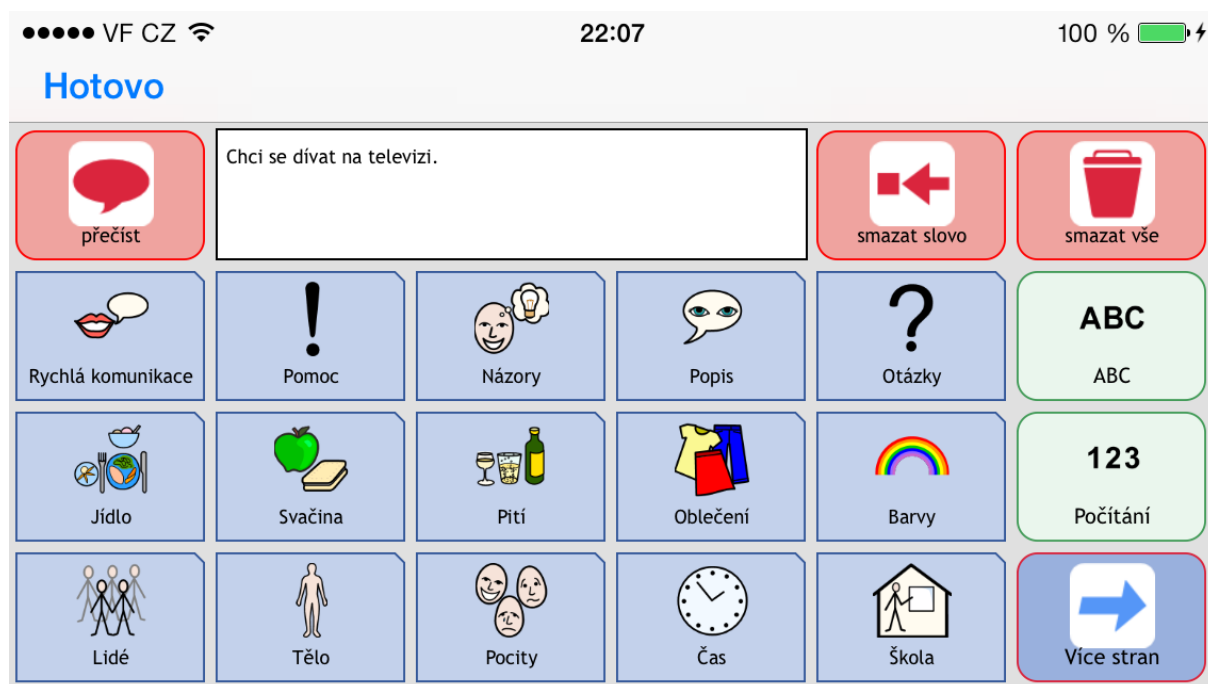 VF CZ 22:07 100 %
Hotovo
přečíst
Chci se dívat na televizi.
smazat slovo
smazat vše
Rychlá komunikace
Pomoc
Názory
Popis
Otázky
ABC
ABC
Jídlo
Svačina
Pití
Oblečení
Barvy
123
Počítání
Lidé
Tělo
Pocity
Čas
Škola
Více stran